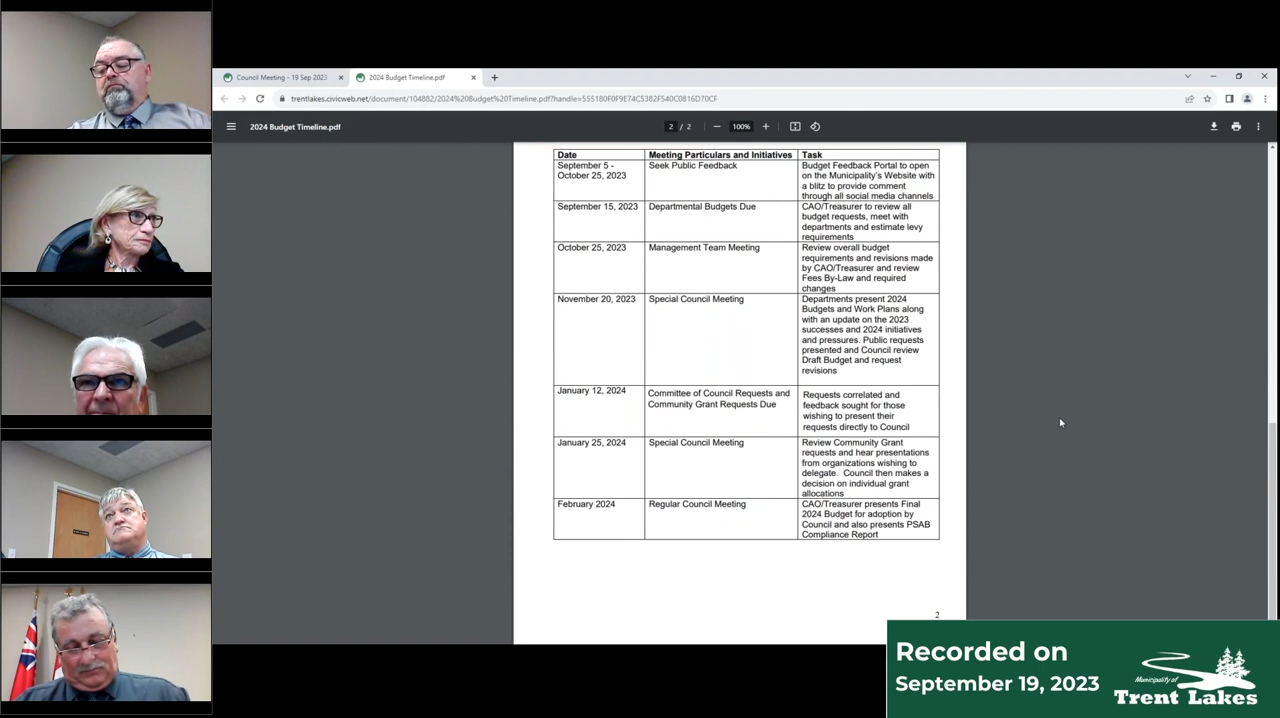 Council Meeting - 19 Sep 2023
2024 Budget Timeline.pdf
trentlakes.civicweb.net/document/104882/2024%20Budget%20Timeline.pdf?handle=555180F0F9E74C5382F540C0816D70CF
2024 Budget Timeline.pdf
2 / 2
100%
Date Meeting Particulars and Initiatives Task
September 5 -
October 25, 2023
Seek Public Feedback
Budget Feedback Portal to open
on the Municipality's Website with
a blitz to provide comment
through all social media channels
September 15, 2023
Departmental Budgets Due
CAO/Treasurer to review all
budget requests, meet with
departments and estimate levy
requirements
October 25, 2023
Management Team Meeting
Review overall budget
requirements and revisions made
by CAO/Treasurer and review
Fees By-Law and required
changes
November 20, 2023
Special Council Meeting
Departments present 2024
Budgets and Work Plans along
with an update on the 2023
successes and 2024 initiatives
and pressures. Public requests
presented and Council review
Draft Budget and request
revisions
January 12, 2024
Committee of Council Requests and
Community Grant Requests Due
Requests correlated and
feedback sought for those
wishing to present their
requests directly to Council
January 25, 2024
Special Council Meeting
Review Community Grant
requests and hear presentations
from organizations wishing to
delegate. Council then makes a
decision on individual grant
allocations
February 2024
Regular Council Meeting
CAO/Treasurer presents Final
2024 Budget for adoption by
Council and also presents PSAB
Compliance Report
2
Recorded on
September 19, 2023
Municipality of
Trent Lakes